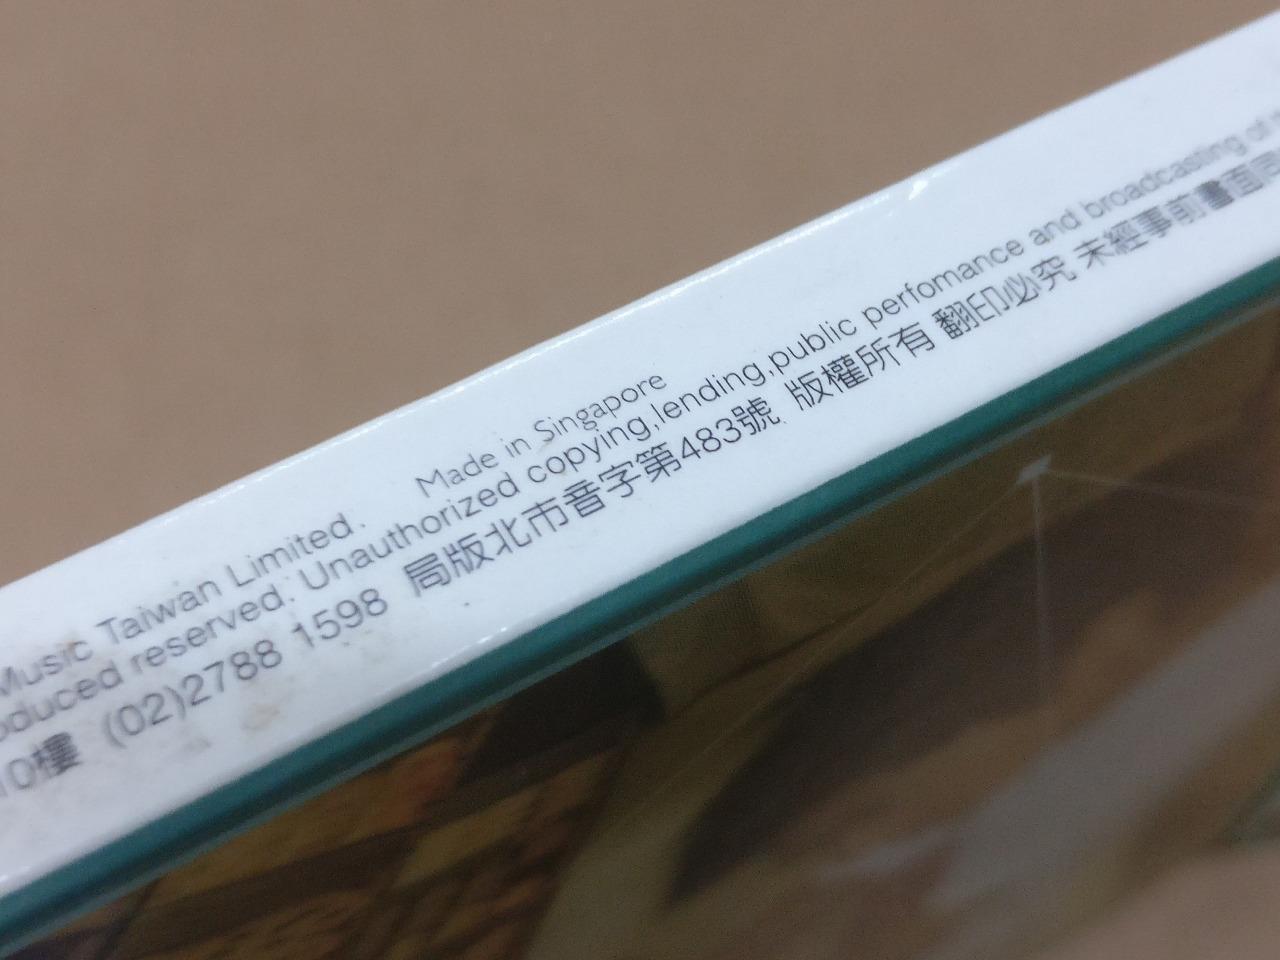 Made in Singapore
Music Taiwan Limited.
oduced reserved. Unauthorized copying,lending,public perfomance and broadcasting of
10樓 (02)2788 1598 局版北市音字第483號 版權所有 翻印必究 未經事前書面同